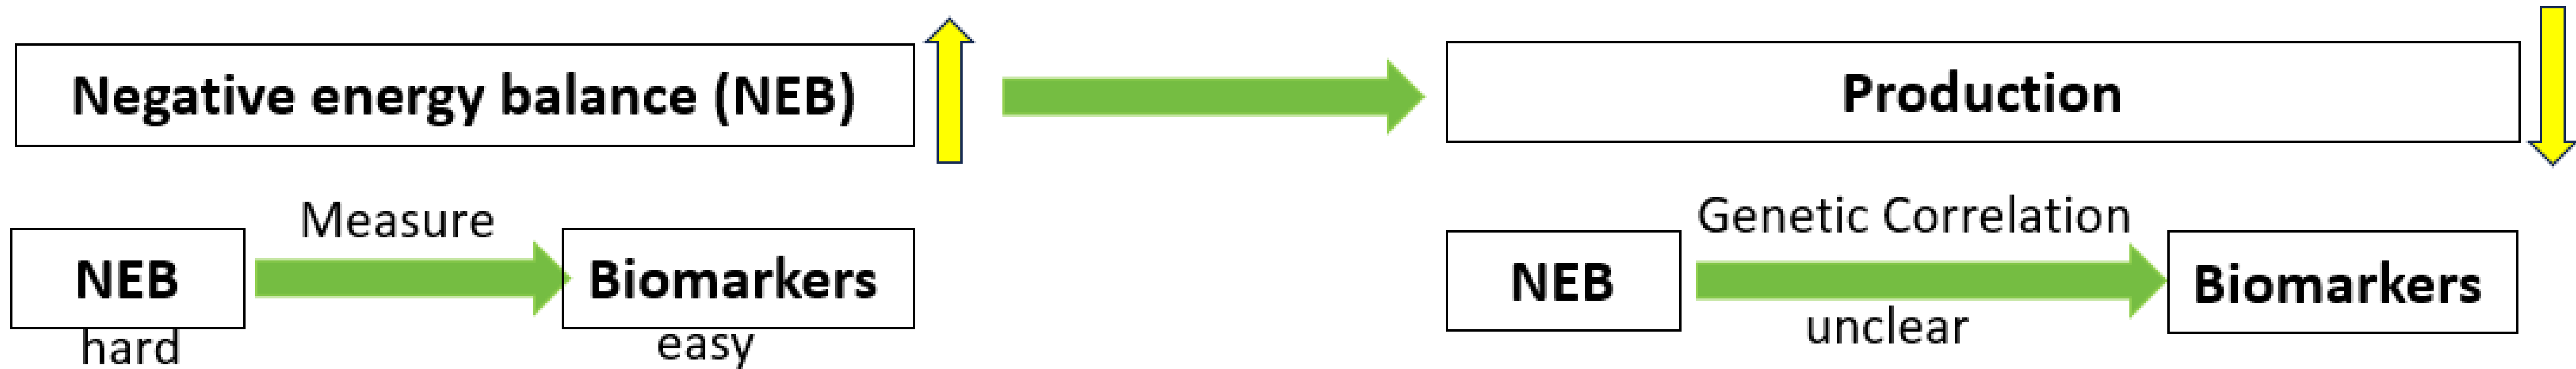 Negative energy balance (NEB)
Production
Measure
NEB
Biomarkers
hard
easy
Genetic Correlation
NEB
Biomarkers
unclear